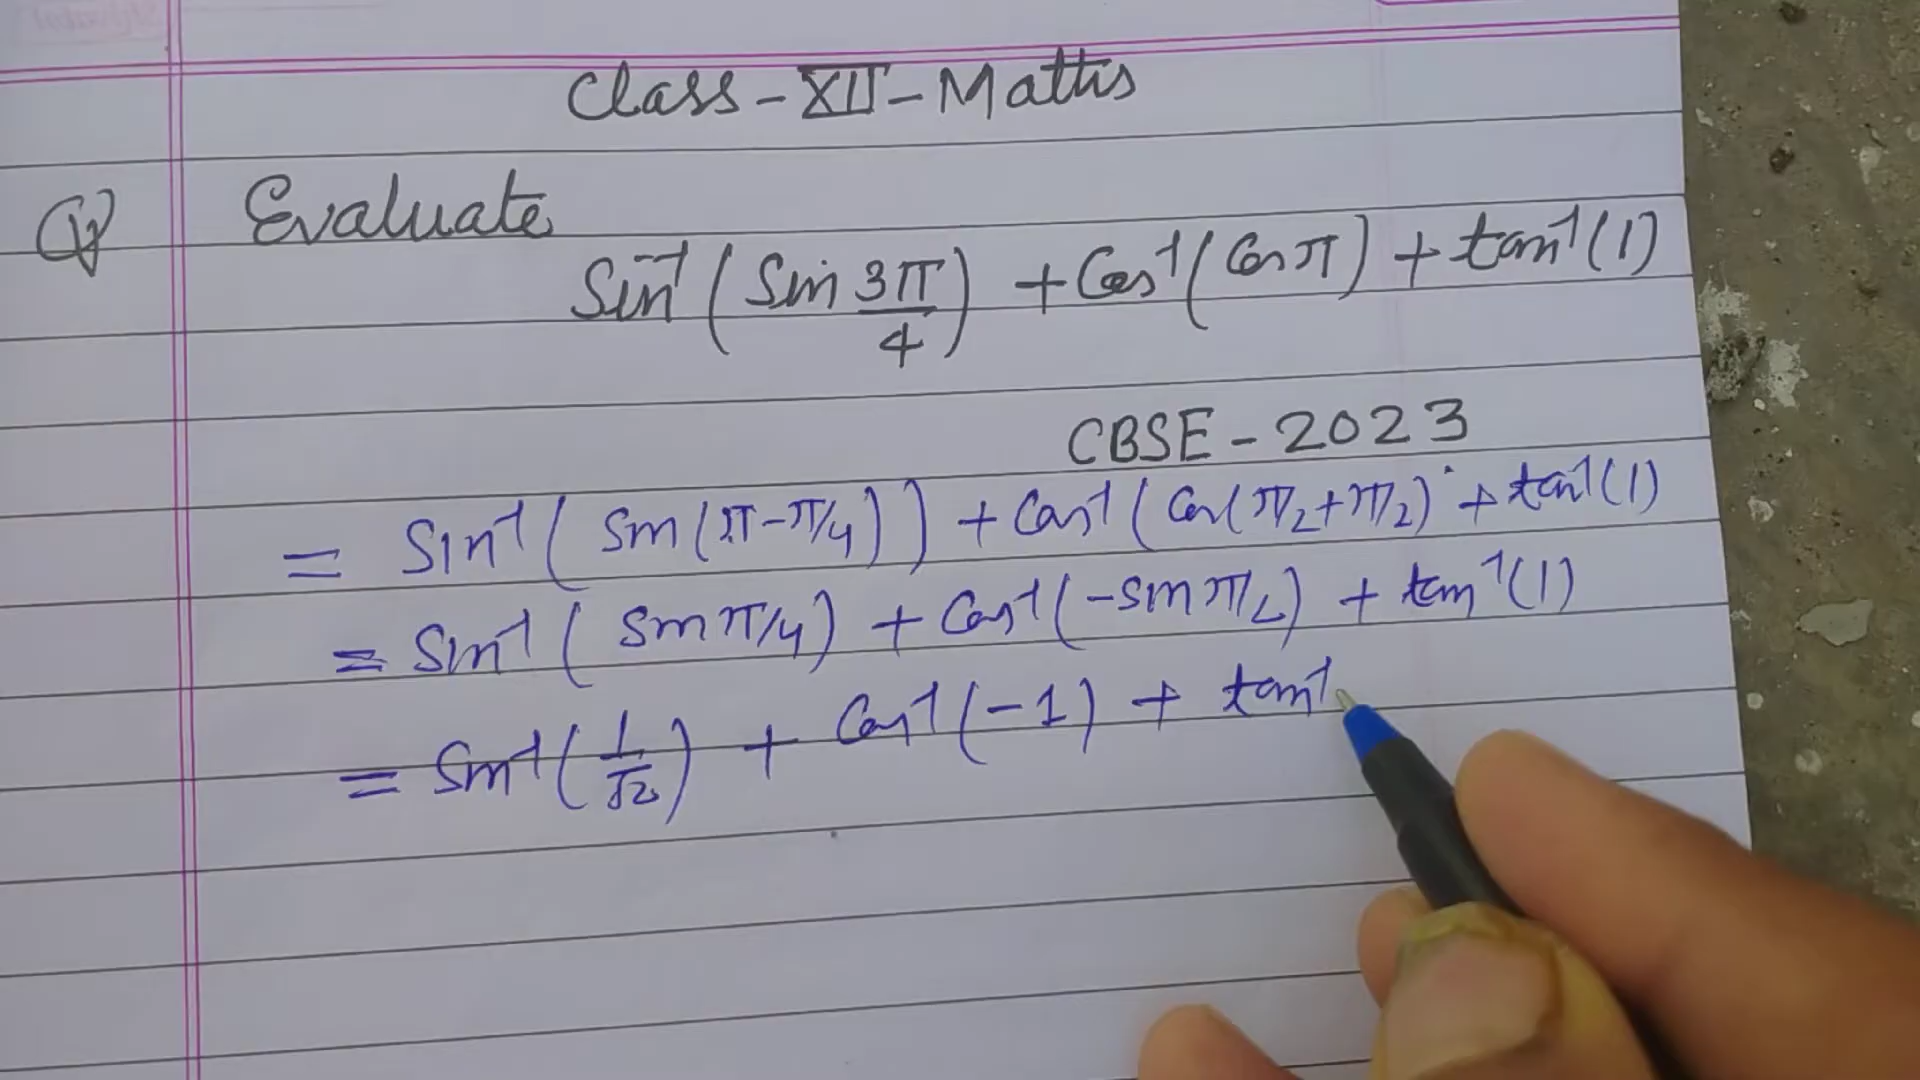 Class - XII - Maths
Q Evaluate
Sin⁻¹(Sin 3π/4) + Cos⁻¹(Cos π) + tan⁻¹(1)
CBSE - 2023
= Sin⁻¹(Sin(π-π/4)) + Cos⁻¹(Cos(π/2+π/2) + tan⁻¹(1)
= Sin⁻¹(Sin π/4) + Cos⁻¹(-Sin π/2) + tan⁻¹(1)
= Sin⁻¹(1/√2) + Cos⁻¹(-1) + tan⁻¹